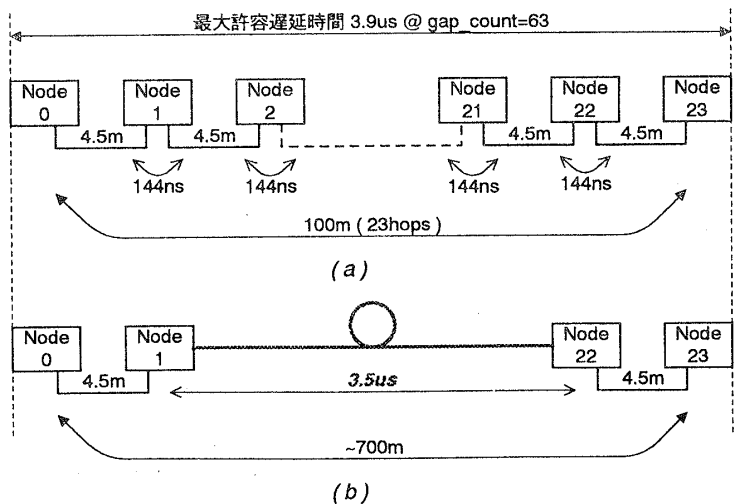 最大許容遅延時間 3.9us @ gap_count=63
Node 0
Node 1
Node 2
Node 21
Node 22
Node 23
4.5m
4.5m
4.5m
4.5m
144ns
144ns
144ns
144ns
100m ( 23hops )
(a)
Node 0
Node 1
Node 22
Node 23
4.5m
3.5us
4.5m
~700m
(b)